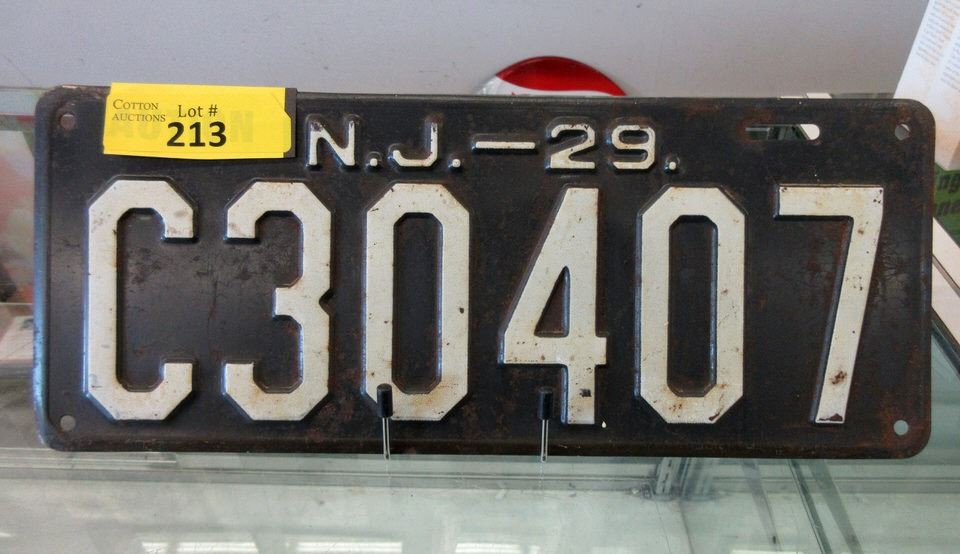 COTTON
AUCTIONS
Lot #
213
N.J.—29.
C30407